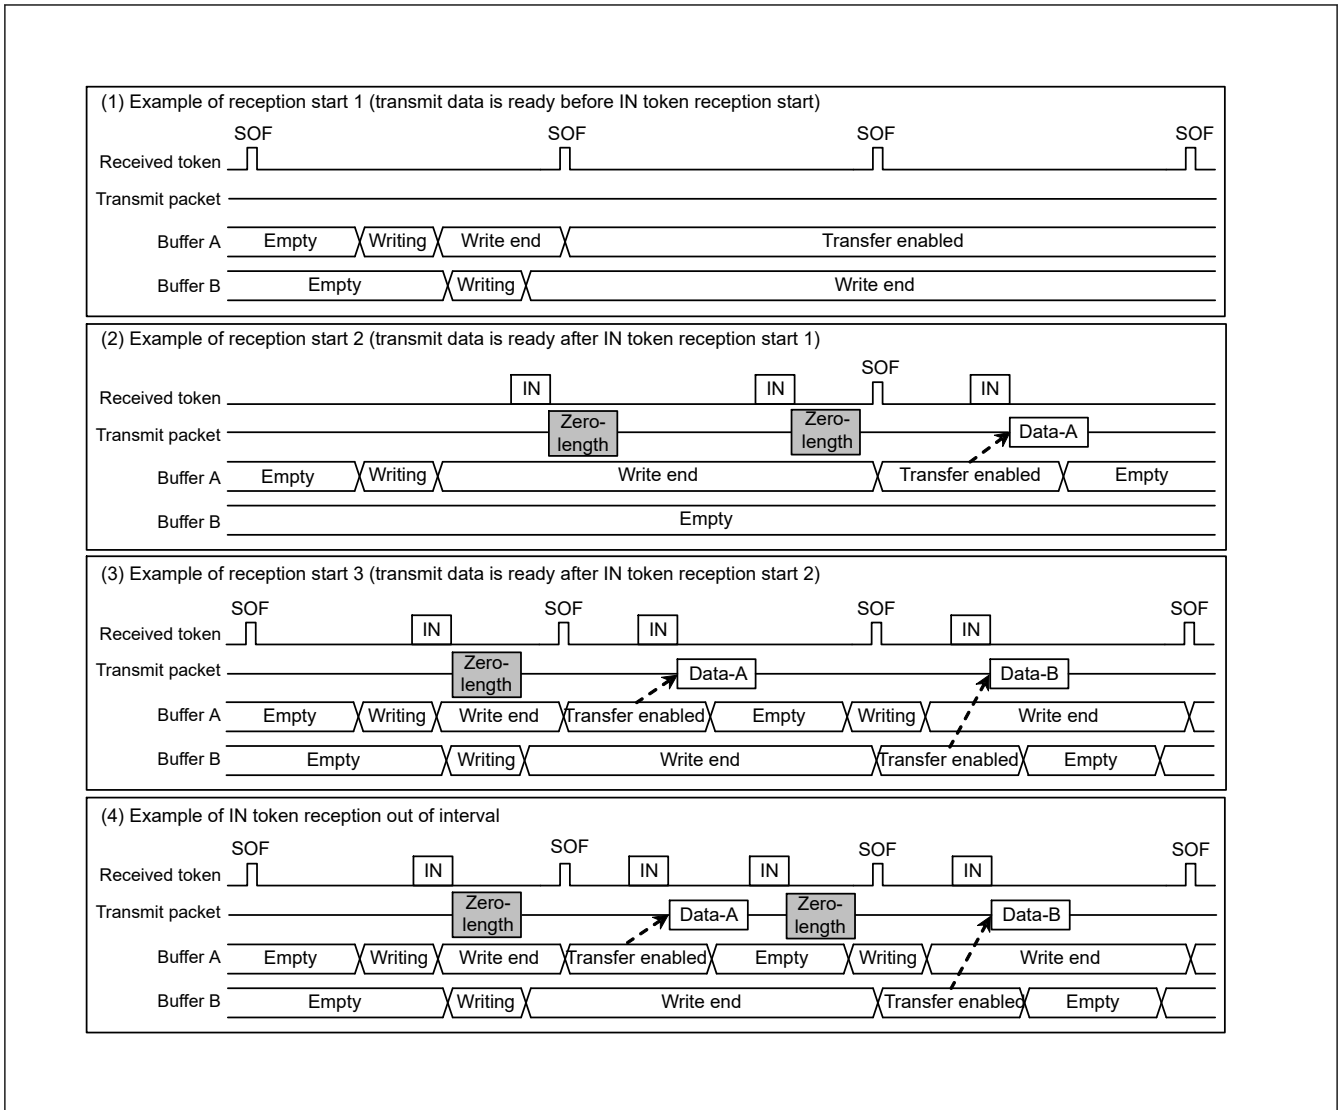 (1) Example of reception start 1 (transmit data is ready before IN token reception start)
SOF SOF SOF SOF
Received token
Transmit packet
Buffer A Empty Writing Write end Transfer enabled
Buffer B Empty Writing Write end
(2) Example of reception start 2 (transmit data is ready after IN token reception start 1)
SOF
Received token IN IN IN
Transmit packet Zero-length Zero-length Data-A
Buffer A Empty Writing Write end Transfer enabled Empty
Buffer B Empty
(3) Example of reception start 3 (transmit data is ready after IN token reception start 2)
SOF SOF SOF SOF
Received token IN IN IN
Transmit packet Zero-length Data-A Data-B
Buffer A Empty Writing Write end Transfer enabled Empty Writing Write end
Buffer B Empty Writing Write end Transfer enabled Empty
(4) Example of IN token reception out of interval
SOF SOF SOF SOF
Received token IN IN IN IN
Transmit packet Zero-length Data-A Zero-length Data-B
Buffer A Empty Writing Write end Transfer enabled Empty Writing Write end
Buffer B Empty Writing Write end Transfer enabled Empty